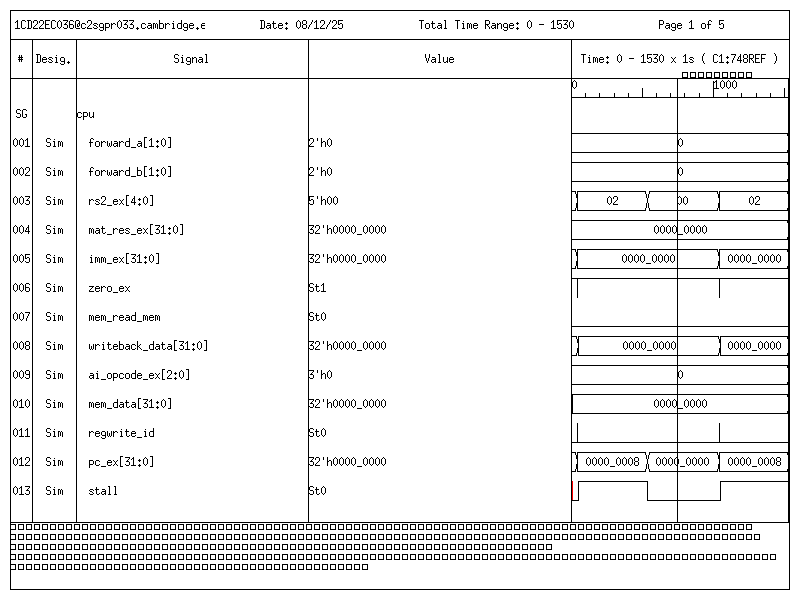 1CD22EC036@c2sgpr033.cambridge.e Date: 08/12/25 Total Time Range: 0 - 1530 Page 1 of 5
# Desig. Signal Value Time: 0 - 1530 x 1s ( C1:748REF )
0 1000
SG cpu
001 Sim forward_a[1:0] 2'h0 0
002 Sim forward_b[1:0] 2'h0 0
003 Sim rs2_ex[4:0] 5'h00 02 00 02
004 Sim mat_res_ex[31:0] 32'h0000_0000 0000_0000
005 Sim imm_ex[31:0] 32'h0000_0000 0000_0000 0000_0000
006 Sim zero_ex St1
007 Sim mem_read_mem St0
008 Sim writeback_data[31:0] 32'h0000_0000 0000_0000 0000_0000
009 Sim ai_opcode_ex[2:0] 3'h0 0
010 Sim mem_data[31:0] 32'h0000_0000 0000_0000
011 Sim regwrite_id St0
012 Sim pc_ex[31:0] 32'h0000_0000 0000_0008 0000_0000 0000_0008
013 Sim stall St0